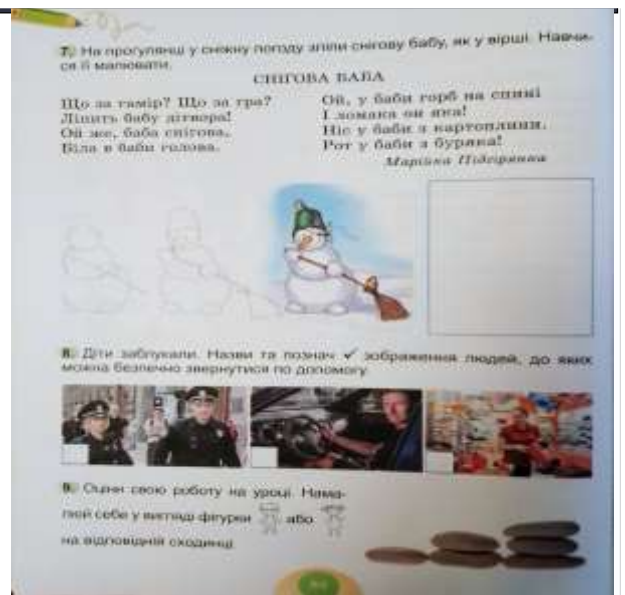 7. На прогулянці у сніжну погоду зліпи снігову бабу, як у вірші. Навчи-
ся її малювати.
СНІГОВА БАБА
Що за гамір? Що за гра?
Ліпить бабу дітвора!
Ой же, баба снігова,
Біла в баби голова.
Ой, у баби горб на спині
І ломака он яка!
Ніс у баби з картоплини,
Рот у баби з буряка!
Марійка Підгірянка
8. Діти заблукали. Назви та познач ✓ зображення людей, до яких
можна безпечно звернутися по допомогу.
9. Оціни свою роботу на уроці. Нама-
люй себе у вигляді фігурки або
на відповідній сходинці.